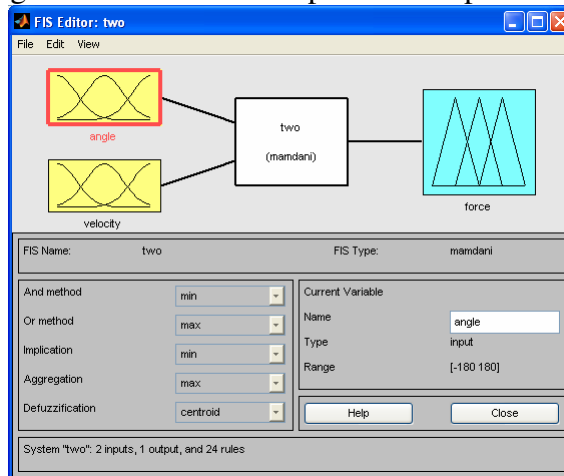 FIS Editor: two
File Edit View
angle
two
(mamdani)
velocity
force
FIS Name: two FIS Type: mamdani
And method min
Or method max
Implication min
Aggregation max
Defuzzification centroid
Current Variable
Name angle
Type input
Range [-180 180]
Help Close
System "two": 2 inputs, 1 output, and 24 rules